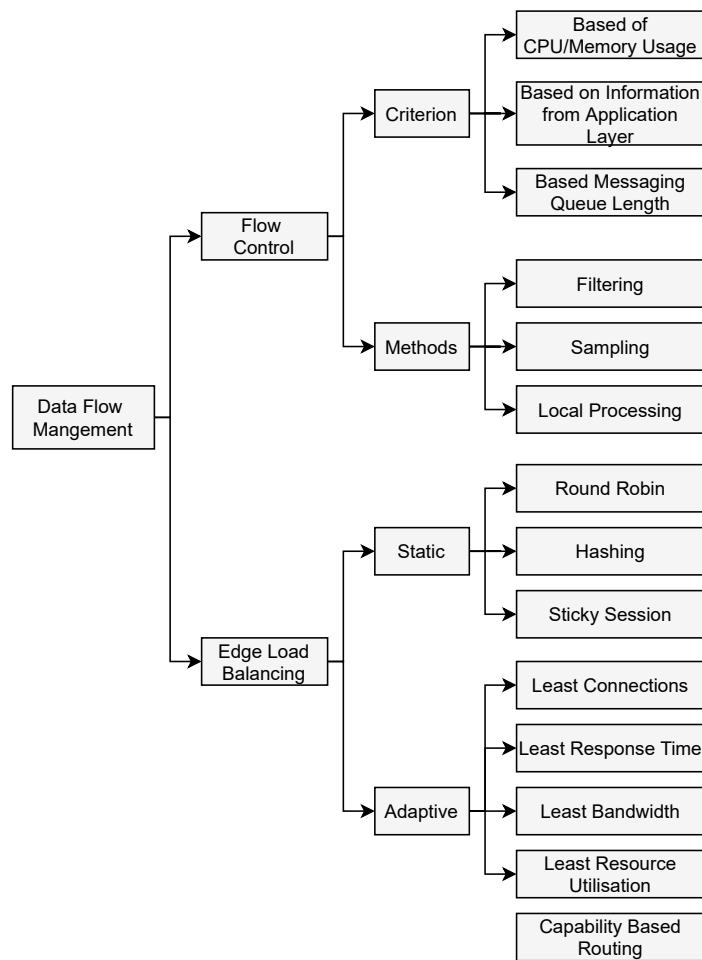 Based of
CPU/Memory Usage
Based on Information
from Application
Layer
Criterion
Based Messaging
Queue Length
Flow
Control
Filtering
Methods
Sampling
Local Processing
Data Flow
Mangement
Round Robin
Static
Hashing
Sticky Session
Edge Load
Balancing
Least Connections
Least Response Time
Adaptive
Least Bandwidth
Least Resource
Utilisation
Capability Based
Routing